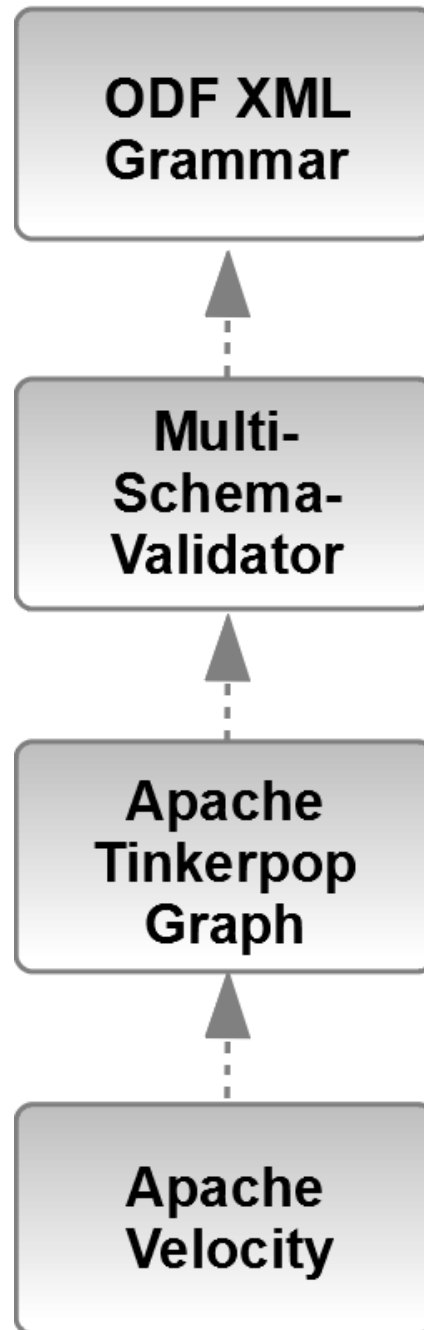 ODF XML
Grammar
Multi-
Schema-
Validator
Apache
Tinkerpop
Graph
Apache
Velocity